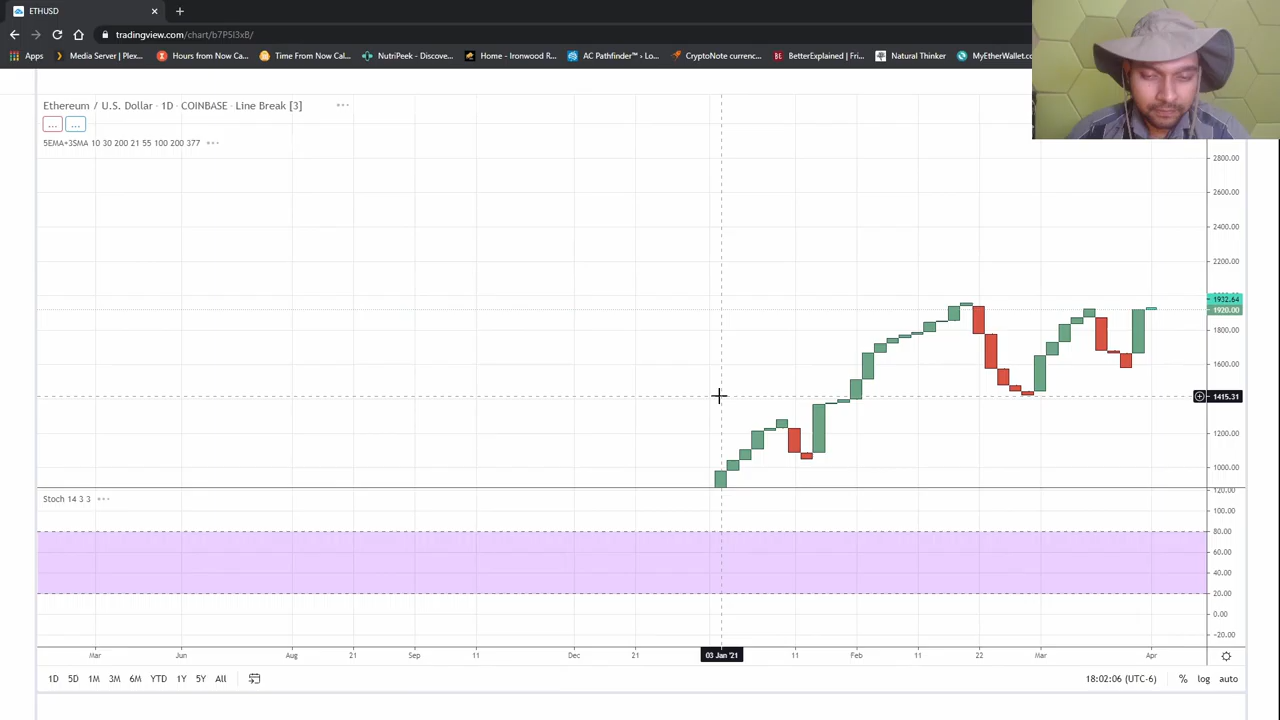 ETHUSD
tradingview.com/chart/b7P5I3xB/
Apps Media Server | Plex... Hours from Now Ca... Time From Now Cal... NutriPeek - Discove... Home - Ironwood R... AC Pathfinder™ › Lo... CryptoNote currenc... BetterExplained | Fri... Natural Thinker MyEtherWallet.co
Ethereum / U.S. Dollar · 1D · COINBASE · Line Break [3]
5EMA+3SMA 10 30 200 21 55 100 200 377
2800.00
2600.00
2400.00
2200.00
1932.64
1920.00
1800.00
1600.00
1415.31
1200.00
1000.00
Stoch 14 3 3
120.00
100.00
80.00
60.00
40.00
20.00
0.00
-20.00
Mar Jun Aug 21 Sep 11 Dec 21 03 Jan '21 11 Feb 11 22 Mar Apr
1D 5D 1M 3M 6M YTD 1Y 5Y All 18:02:06 (UTC-6) % log auto